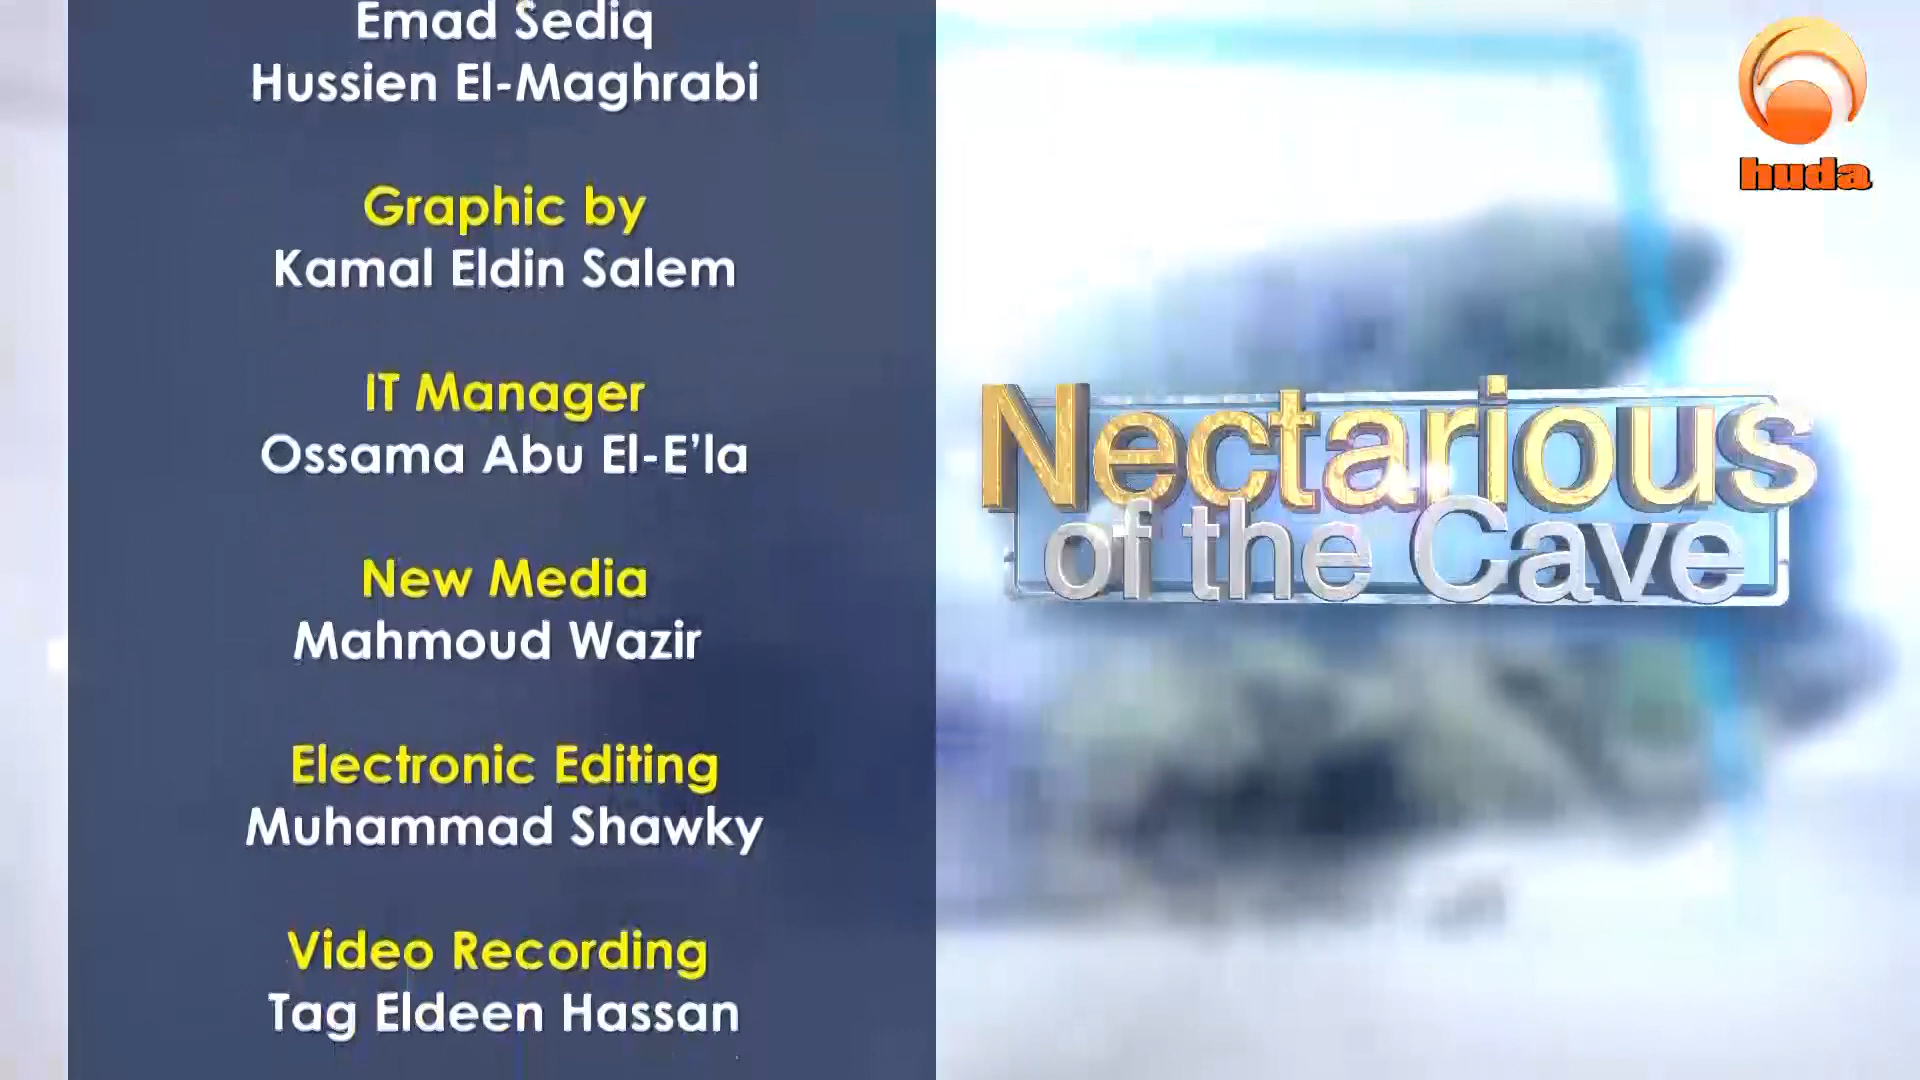 Emad Sediq
Hussien El-Maghrabi
Graphic by
Kamal Eldin Salem
IT Manager
Ossama Abu El-E’la
New Media
Mahmoud Wazir
Electronic Editing
Muhammad Shawky
Video Recording
Tag Eldeen Hassan
huda
Nectarious
of the Cave